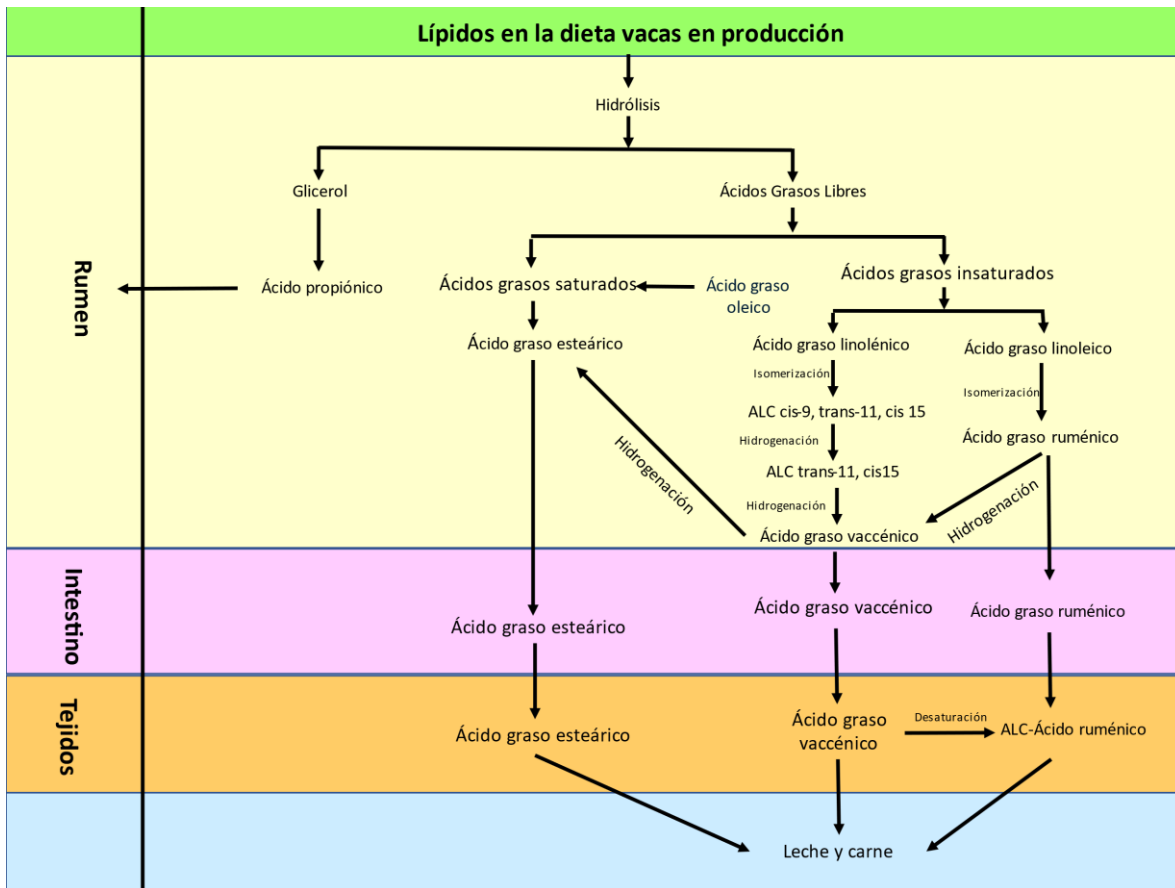 Lípidos en la dieta vacas en producción
Hidrólisis
Glicerol
Ácidos Grasos Libres
Rumen
Ácido propiónico
Ácidos grasos saturados
Ácido graso
oleico
Ácidos grasos insaturados
Ácido graso esteárico
Ácido graso linolénico
Ácido graso linoleico
Isomerización
Isomerización
ALC cis-9, trans-11, cis 15
Ácido graso ruménico
Hidrogenación
Hidrogenación
ALC trans-11, cis15
Hidrogenación
Hidrogenación
Ácido graso vaccénico
Intestino
Ácido graso esteárico
Ácido graso vaccénico
Ácido graso ruménico
Tejidos
Ácido graso esteárico
Ácido graso
vaccénico
Desaturación
ALC-Ácido ruménico
Leche y carne